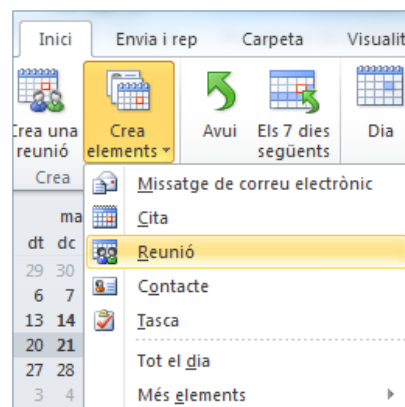 Inici Envia i rep Carpeta Visualit
Crea una reunió
Crea elements
Avui
Els 7 dies següents
Dia
Crea
Missatge de correu electrònic
Cita
Reunió
Contacte
Tasca
Tot el dia
Més elements
ma
dt dc
29 30
6 7
13 14
20 21
27 28
3 4